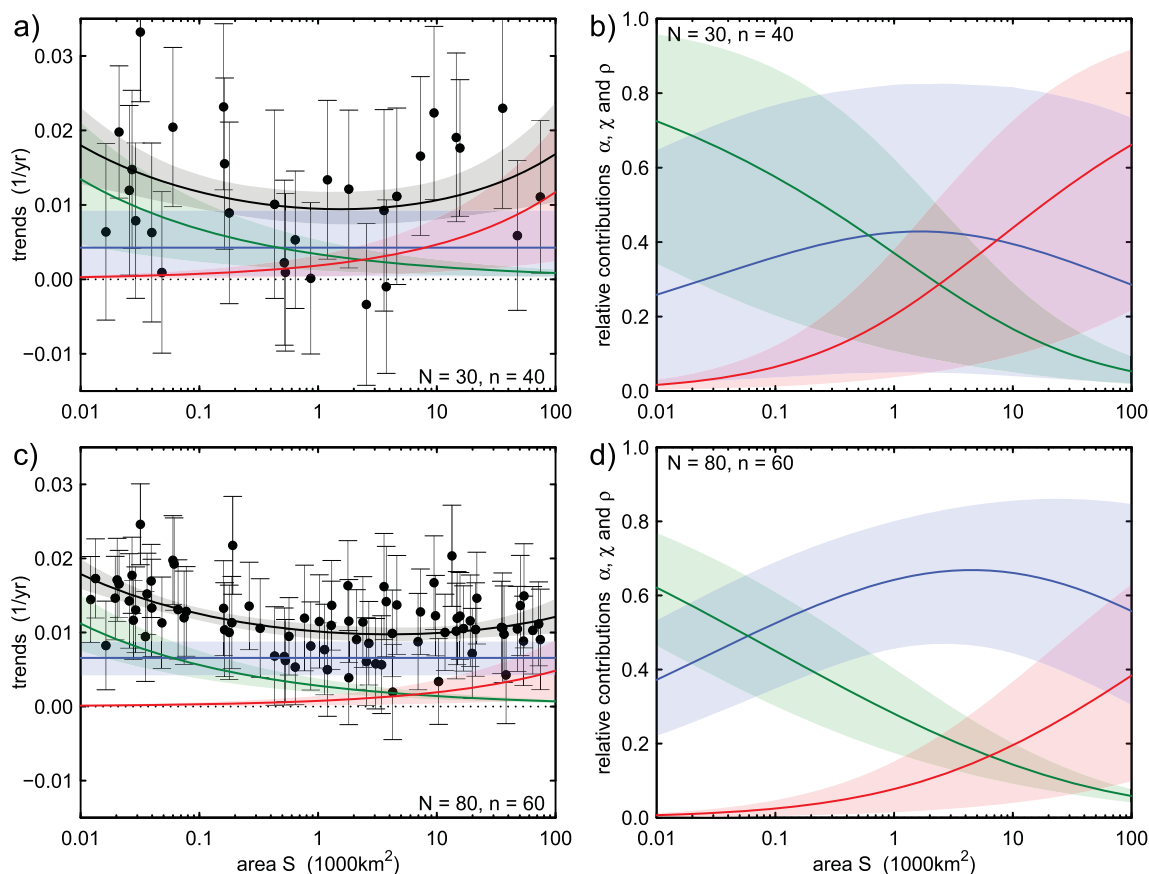 a)
trends (1/yr)
0.03
0.02
0.01
0.00
−0.01
N = 30, n = 40
0.01 0.1 1 10 100
b)
relative contributions α, χ and ρ
1.0
N = 30, n = 40
0.8
0.6
0.4
0.2
0.0
0.01 0.1 1 10 100
c)
trends (1/yr)
0.03
0.02
0.01
0.00
−0.01
N = 80, n = 60
0.01 0.1 1 10 100
area S (1000km²)
d)
relative contributions α, χ and ρ
1.0
N = 80, n = 60
0.8
0.6
0.4
0.2
0.0
0.01 0.1 1 10 100
area S (1000km²)